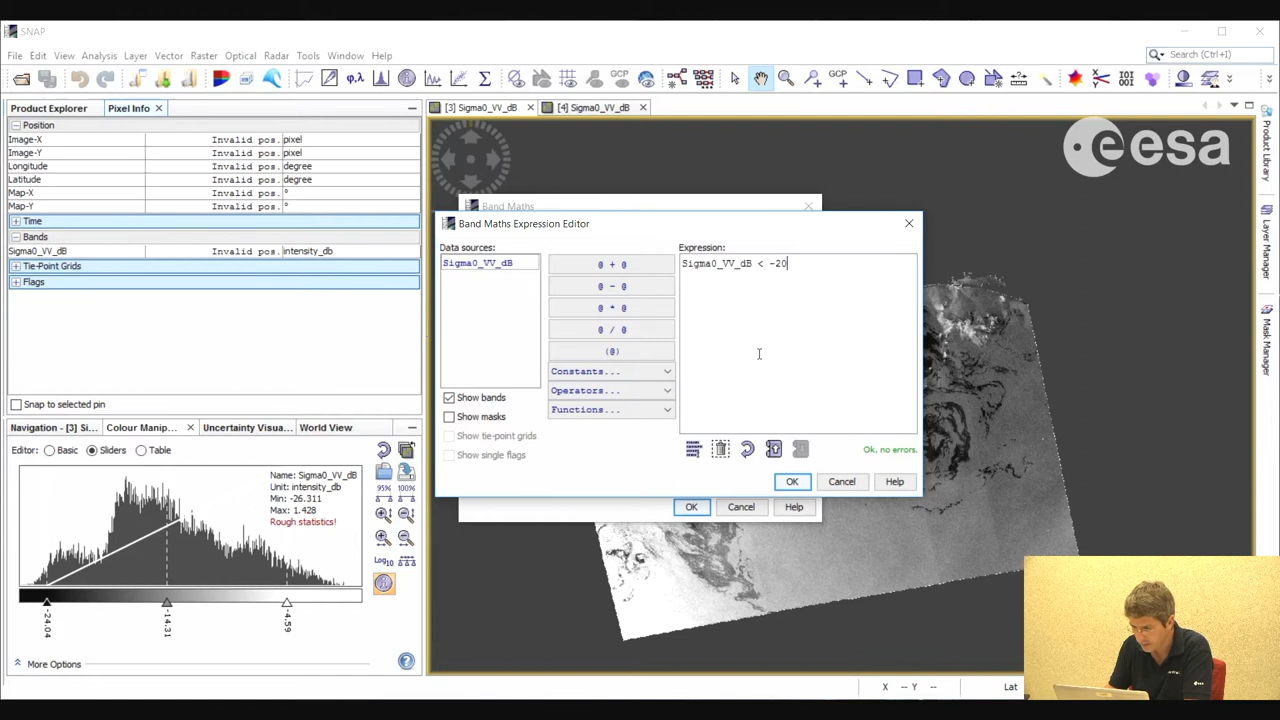 SNAP
File Edit View Analysis Layer Vector Raster Optical Radar Tools Window Help
Search (Ctrl+I)
Product Explorer Pixel Info
[3] Sigma0_VV_dB [4] Sigma0_VV_dB
Position
Image-X Invalid pos. pixel
Image-Y Invalid pos. pixel
Longitude Invalid pos. degree
Latitude Invalid pos. degree
Map-X Invalid pos. °
Map-Y Invalid pos. °
Time
Bands
Sigma0_VV_dB Invalid pos. intensity_db
Tie-Point Grids
Flags
Snap to selected pin
esa
Product Library
Layer Manager
Mask Manager
Band Maths
Band Maths Expression Editor
Data sources:
Expression:
Sigma0_VV_dB
@ + @
@ - @
@ * @
@ / @
(@)
Constants...
Operators...
Functions...
Sigma0_VV_dB < -20
Show bands
Show masks
Show tie-point grids
Show single flags
Ok, no errors.
OK Cancel Help
OK Cancel Help
Navigation - [3] Si... Colour Manip... Uncertainty Visua... World View
Editor: Basic Sliders Table
Name: Sigma0_VV_dB
Unit: intensity_db
Min: -26.311
Max: 1.428
Rough statistics!
95% 100%
Log10
-24.04 -14.31 -4.59
More Options
X -- Y -- Lat
GCP
GCP
φ,λ
Σ